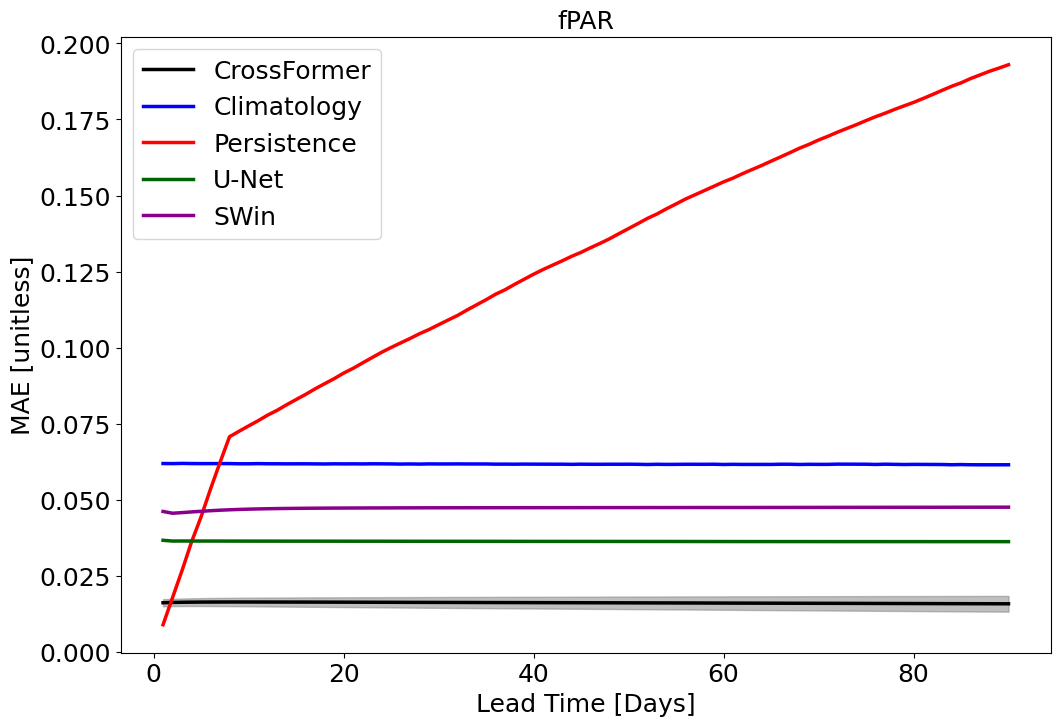 fPAR
0.200
0.175
0.150
0.125
0.100
0.075
0.050
0.025
0.000
MAE [unitless]
CrossFormer
Climatology
Persistence
U-Net
SWin
0 20 40 60 80
Lead Time [Days]